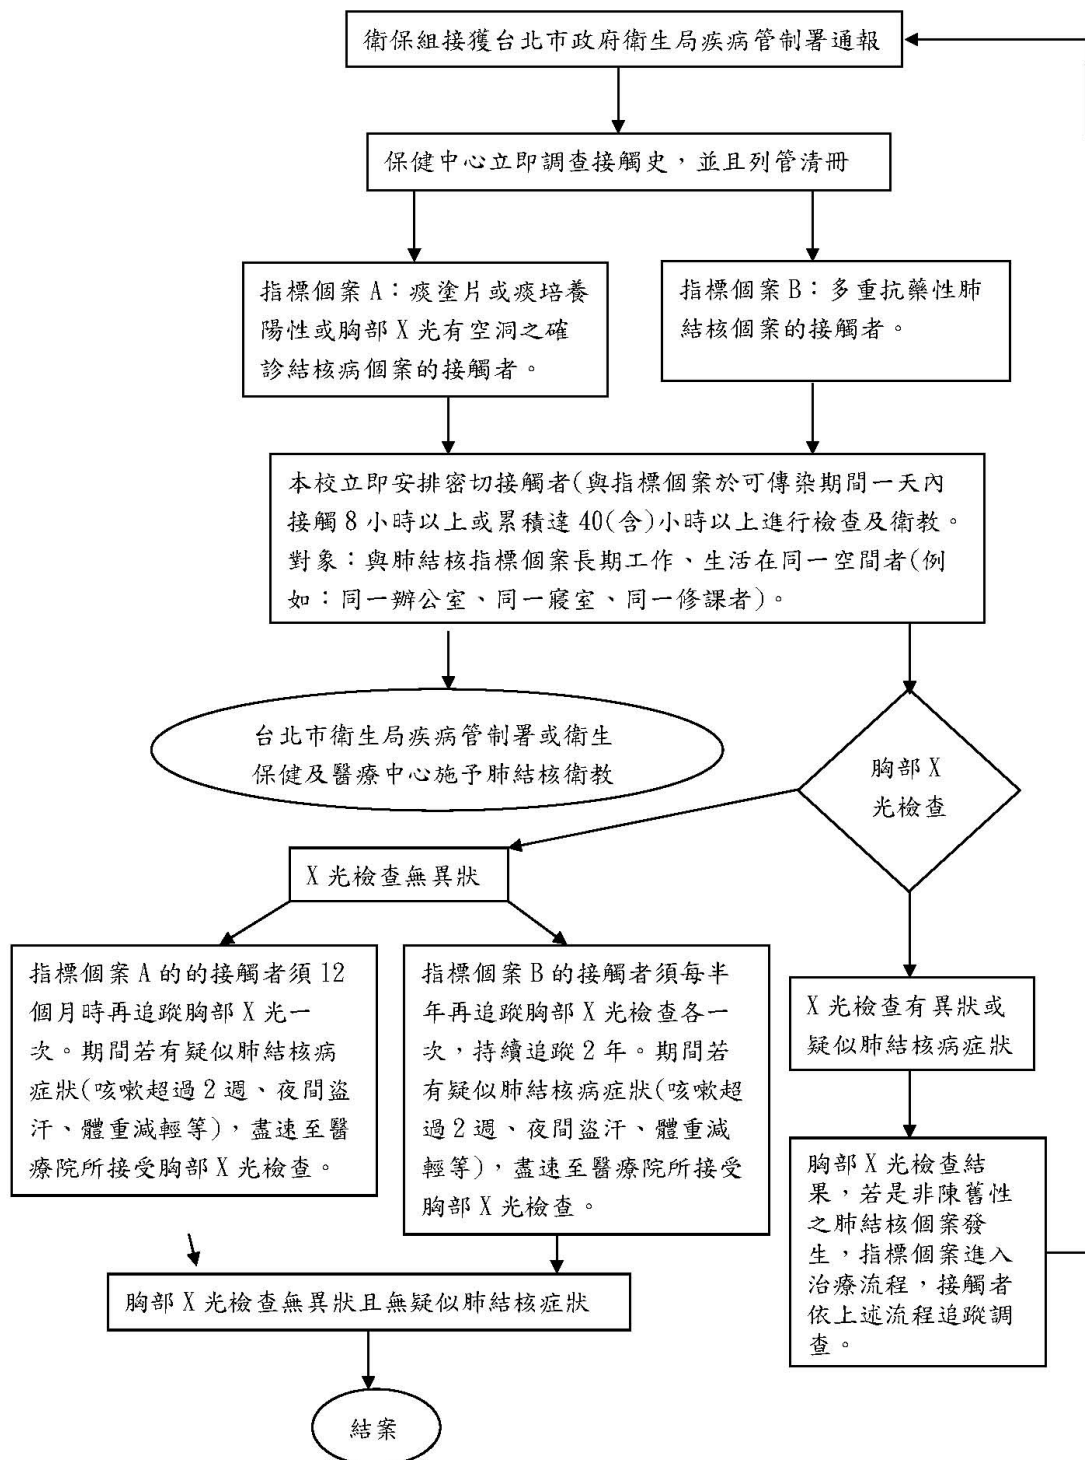 衛保組接獲台北市政府衛生局疾病管制署通報
保健中心立即調查接觸史，並且列管清冊
指標個案 A：痰塗片或痰培養
陽性或胸部 X 光有空洞之確
診結核病個案的接觸者。
指標個案 B：多重抗藥性肺
結核個案的接觸者。
本校立即安排密切接觸者(與指標個案於可傳染期間一天內
接觸 8 小時以上或累積達 40(含)小時以上進行檢查及衛教。
對象：與肺結核指標個案長期工作、生活在同一空間者(例
如：同一辦公室、同一寢室、同一修課者)。
台北市衛生局疾病管制署或衛生
保健及醫療中心施予肺結核衛教
胸部 X
光檢查
X 光檢查無異狀
指標個案 A 的的接觸者須 12
個月時再追蹤胸部 X 光一
次。期間若有疑似肺結核病
症狀(咳嗽超過 2 週、夜間盜
汗、體重減輕等)，盡速至醫
療院所接受胸部 X 光檢查。
指標個案 B 的接觸者須每半
年再追蹤胸部 X 光檢查各一
次，持續追蹤 2 年。期間若
有疑似肺結核病症狀(咳嗽超
過 2 週、夜間盜汗、體重減
輕等)，盡速至醫療院所接受
胸部 X 光檢查。
X 光檢查有異狀或
疑似肺結核病症狀
胸部 X 光檢查結
果，若是非陳舊性
之肺結核個案發
生，指標個案進入
治療流程，接觸者
依上述流程追蹤調
查。
胸部 X 光檢查無異狀且無疑似肺結核症狀
結案